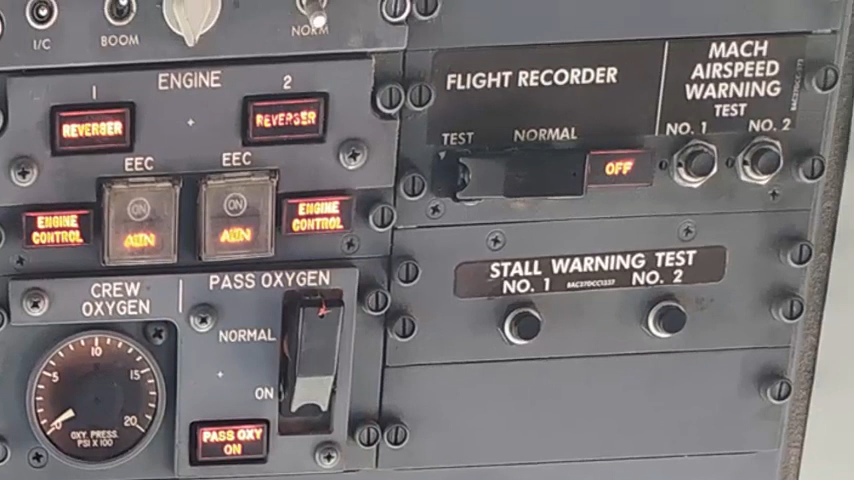 I/C
BOOM
NORM
ENGINE
1
2
REVERSER
REVERSER
EEC
EEC
ENGINE
CONTROL
ON
ALTN
ON
ALTN
ENGINE
CONTROL
CREW
OXYGEN
PASS OXYGEN
NORMAL
ON
0
5
10
15
20
OXY. PRESS.
PSI X 100
PASS OXY
ON
FLIGHT RECORDER
TEST
NORMAL
OFF
MACH
AIRSPEED
WARNING
TEST
NO. 1
NO. 2
STALL WARNING TEST
NO. 1
NO. 2